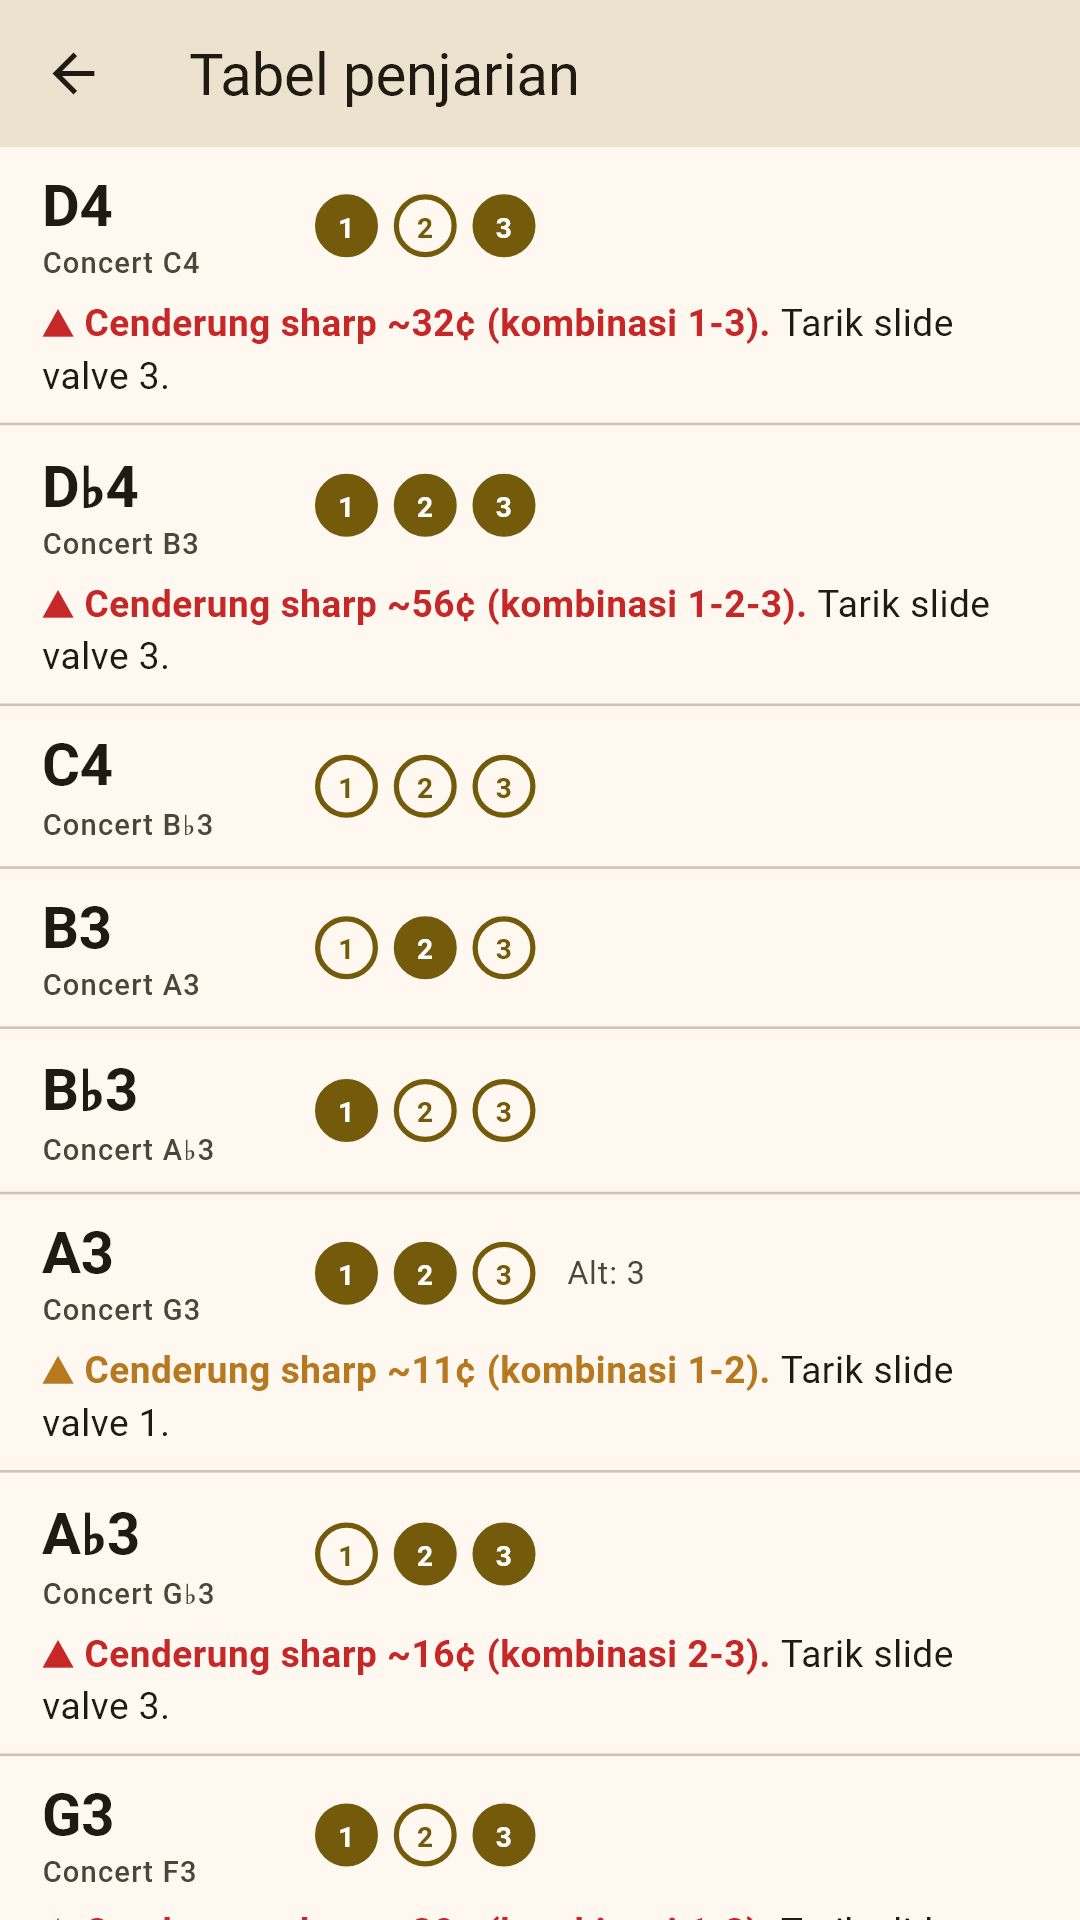 Tabel penjarian
D4
1 2 3
Concert C4
▲ Cenderung sharp ~32¢ (kombinasi 1-3). Tarik slide
valve 3.
D♭4
1 2 3
Concert B3
▲ Cenderung sharp ~56¢ (kombinasi 1-2-3). Tarik slide
valve 3.
C4
1 2 3
Concert B♭3
B3
1 2 3
Concert A3
B♭3
1 2 3
Concert A♭3
A3
1 2 3 Alt: 3
Concert G3
▲ Cenderung sharp ~11¢ (kombinasi 1-2). Tarik slide
valve 1.
A♭3
1 2 3
Concert G♭3
▲ Cenderung sharp ~16¢ (kombinasi 2-3). Tarik slide
valve 3.
G3
1 2 3
Concert F3